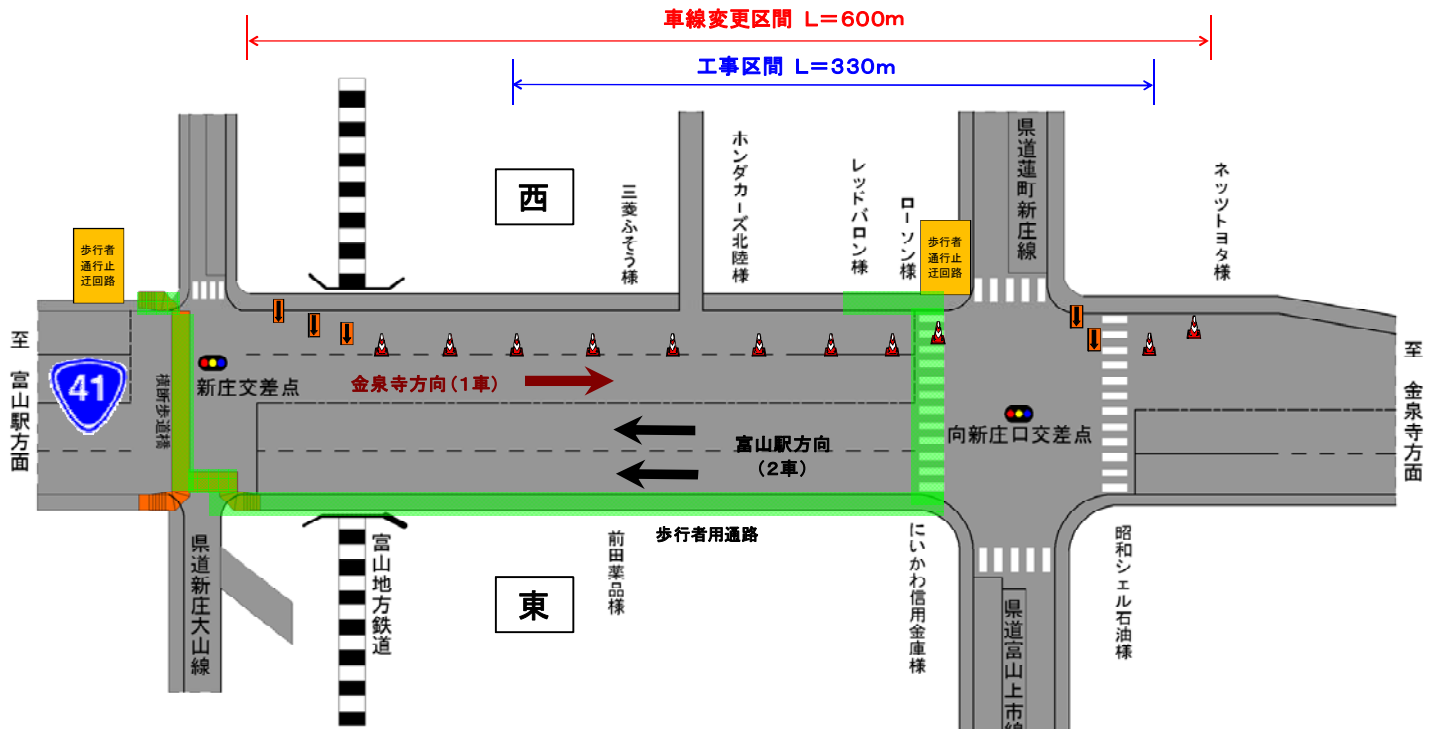 車線変更区間 L＝600m
工事区間 L＝330m
県道蓮町新庄線
ホンダカーズ北陸様
レッドバロン様
ネッツトヨタ様
西
三菱ふそう様
ローソン様
歩行者
通行止
迂回路
歩行者
通行止
迂回路
至 富山駅方面
41
横断歩道橋
新庄交差点
金泉寺方向(1車)
富山駅方向
(2車)
向新庄口交差点
至 金泉寺方面
歩行者用通路
県道新庄大山線
富山地方鉄道
東
前田薬品様
にいかわ信用金庫様
県道富山上市線
昭和シェル石油様